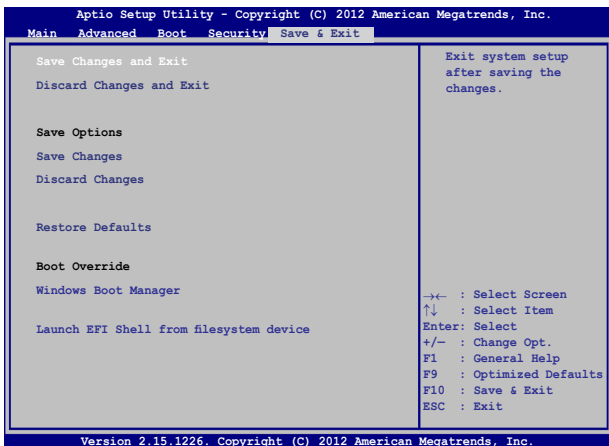 Aptio Setup Utility - Copyright (C) 2012 American Megatrends, Inc.
Main Advanced Boot Security Save & Exit
Save Changes and Exit
Discard Changes and Exit
Save Options
Save Changes
Discard Changes
Restore Defaults
Boot Override
Windows Boot Manager
Launch EFI Shell from filesystem device
Exit system setup
after saving the
changes.
→← : Select Screen
↑↓ : Select Item
Enter: Select
+/— : Change Opt.
F1 : General Help
F9 : Optimized Defaults
F10 : Save & Exit
ESC : Exit
Version 2.15.1226. Copyright (C) 2012 American Megatrends, Inc.